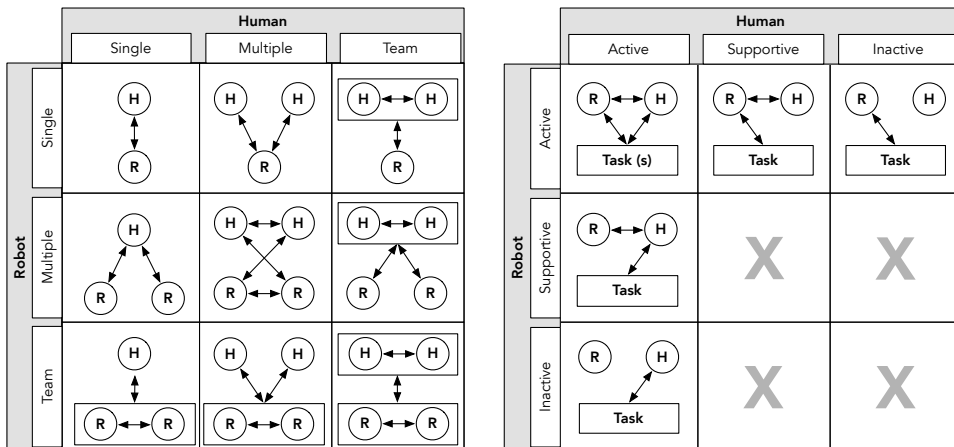 Human
Single Multiple Team
Robot
Single
H
R
H H
R
H H
R
Multiple
H
R R
H H
R R
H H
R R
Team
H
R R
H H
R R
H H
R R
Human
Active Supportive Inactive
Robot
Active
R H
Task (s)
R H
Task
R H
Task
Supportive
R H
Task
X
X
Inactive
R H
Task
X
X